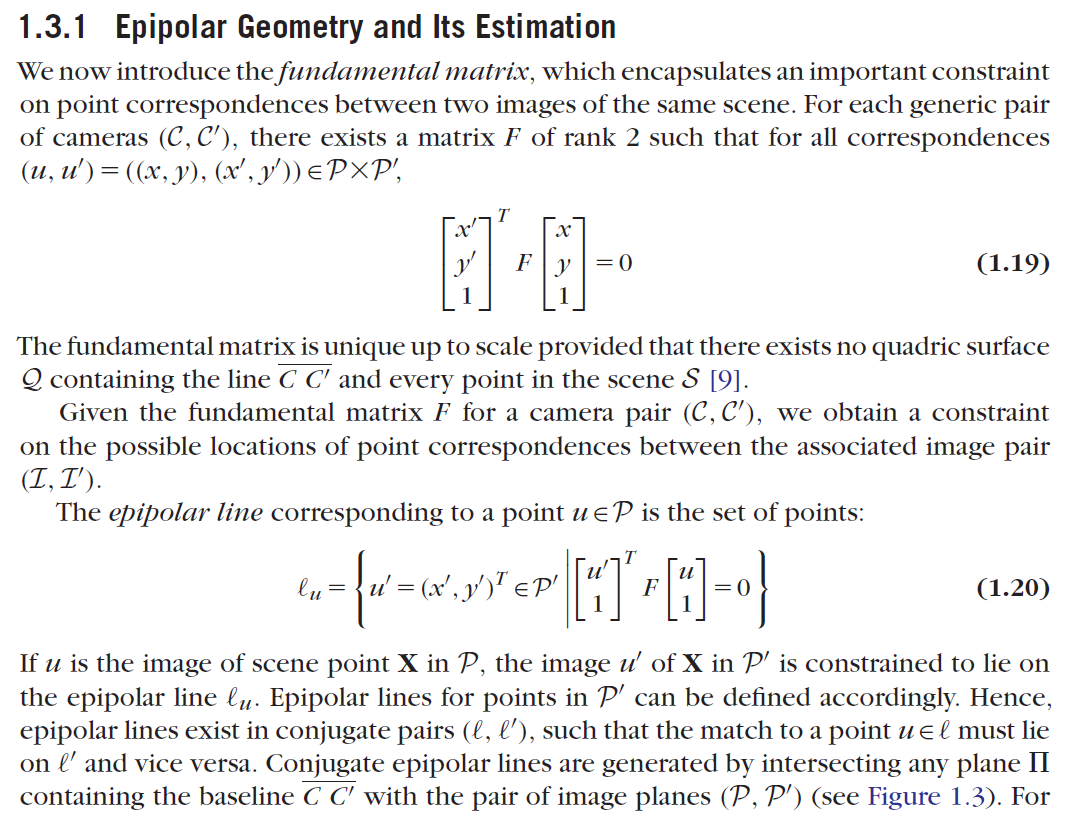 1.3.1 Epipolar Geometry and Its Estimation
We now introduce the fundamental matrix, which encapsulates an important constraint
on point correspondences between two images of the same scene. For each generic pair
of cameras (𝒞, 𝒞′), there exists a matrix F of rank 2 such that for all correspondences
(u, u′) = ((x, y), (x′, y′)) ∈ 𝒫×𝒫′,
[x′ y′ 1]^T F [x y 1] = 0 (1.19)
The fundamental matrix is unique up to scale provided that there exists no quadric surface
𝒬 containing the line C C′ and every point in the scene 𝒮 [9].
Given the fundamental matrix F for a camera pair (𝒞, 𝒞′), we obtain a constraint
on the possible locations of point correspondences between the associated image pair
(ℐ, ℐ′).
The epipolar line corresponding to a point u ∈ 𝒫 is the set of points:
ℓu = { u′ = (x′, y′)^T ∈ 𝒫′ | [u′ 1]^T F [u 1] = 0 } (1.20)
If u is the image of scene point X in 𝒫, the image u′ of X in 𝒫′ is constrained to lie on
the epipolar line ℓu. Epipolar lines for points in 𝒫′ can be defined accordingly. Hence,
epipolar lines exist in conjugate pairs (ℓ, ℓ′), such that the match to a point u ∈ ℓ must lie
on ℓ′ and vice versa. Conjugate epipolar lines are generated by intersecting any plane Π
containing the baseline C C′ with the pair of image planes (𝒫, 𝒫′) (see Figure 1.3). For